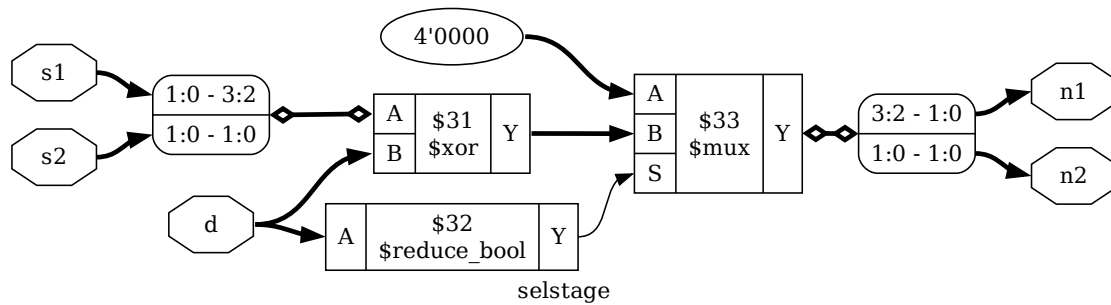 4'0000
s1
s2
1:0 - 3:2
1:0 - 1:0
A
B
$31
$xor
Y
d
A
$32
$reduce_bool
Y
A
B
S
$33
$mux
Y
3:2 - 1:0
1:0 - 1:0
n1
n2
selstage